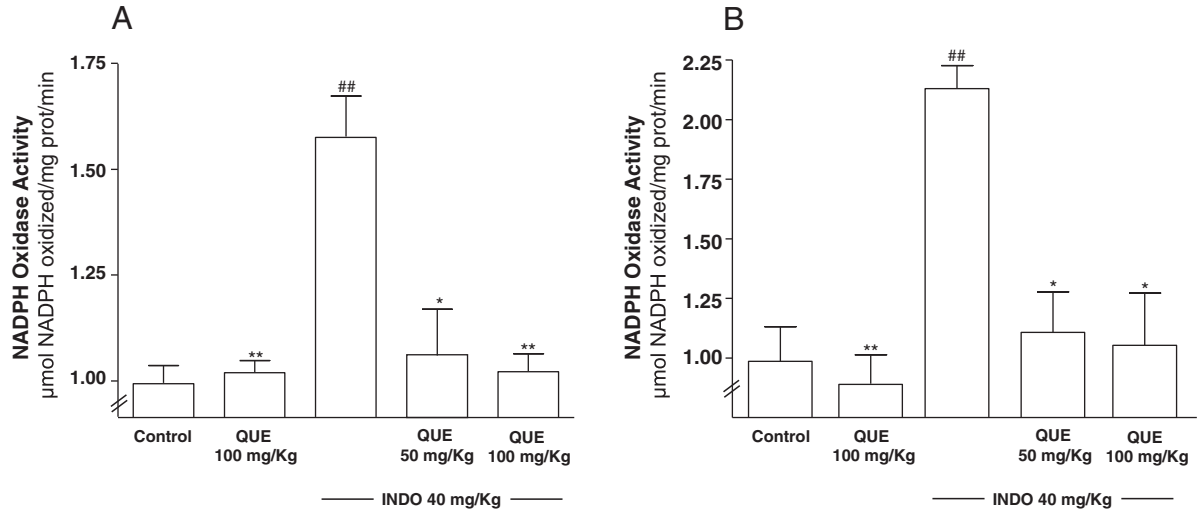 A
NADPH Oxidase Activity
µmol NADPH oxidized/mg prot/min
1.75
1.50
1.25
1.00
**
##
*
**
Control
QUE
100 mg/Kg
QUE
50 mg/Kg
QUE
100 mg/Kg
INDO 40 mg/Kg
B
NADPH Oxidase Activity
µmol NADPH oxidized/mg prot/min
2.25
2.00
1.75
1.50
1.25
1.00
**
##
*
*
Control
QUE
100 mg/Kg
QUE
50 mg/Kg
QUE
100 mg/Kg
INDO 40 mg/Kg